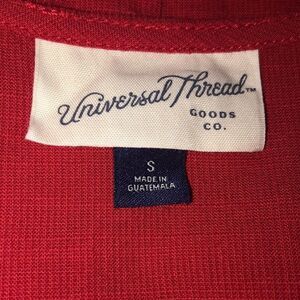 Universal Thread™
GOODS
CO.
S
MADE IN
GUATEMALA